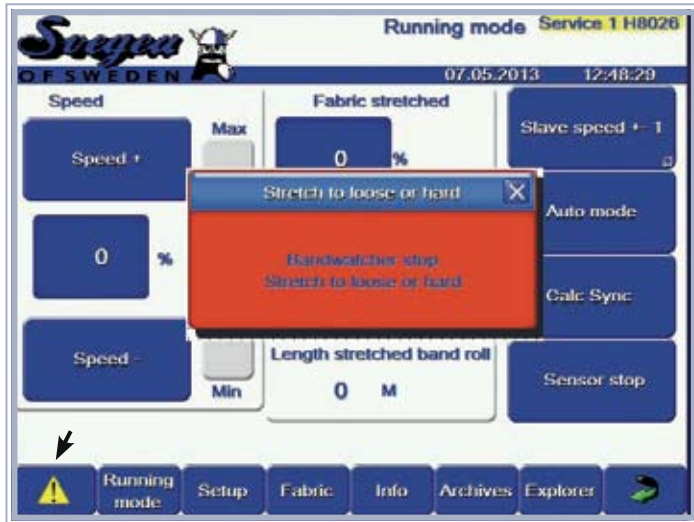 Svegea
OF SWEDEN
Running mode
Service 1 H8026
07.05.2013 12:48:29
Speed
Speed +
Max
0 %
Speed -
Min
Fabric stretched
0 %
Stretch to loose or hard
Bandwatcher stop
Stretch to loose or hard
Length stretched band roll
0 M
Slave speed +- 1
Auto mode
Calc Sync
Sensor stop
Running mode
Setup
Fabric
Info
Archives
Explorer